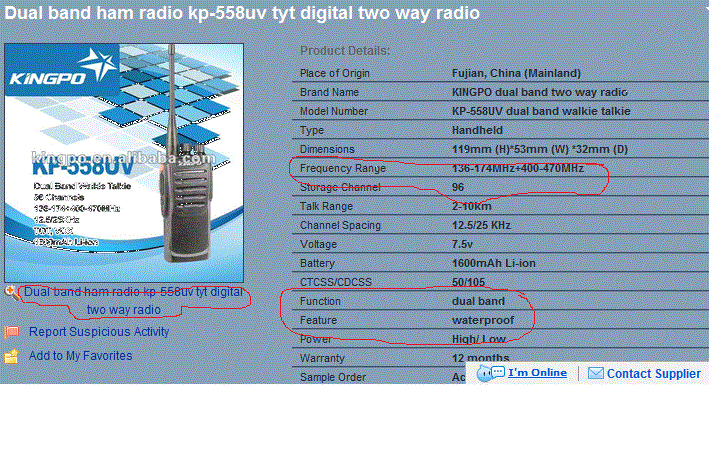 Dual band ham radio kp-558uv tyt digital two way radio
KINGPO
kingpo.en.alibaba.com
KP-558UV
Dual Band Walkie Talkie
96 Channels
136-174+400-470MHz
12.5/25KHz
1600mAh Li-ion
Dual band ham radio kp-558uv tyt digital
two way radio
Report Suspicious Activity
Add to My Favorites
Product Details:
Place of Origin Fujian, China (Mainland)
Brand Name KINGPO dual band two way radio
Model Number KP-558UV dual band walkie talkie
Type Handheld
Dimensions 119mm (H)*53mm (W) *32mm (D)
Frequency Range 136-174MHz+400-470MHz
Storage Channel 96
Talk Range 2-10km
Channel Spacing 12.5/25 KHz
Voltage 7.5v
Battery 1600mAh Li-ion
CTCSS/CDCSS 50/105
Function dual band
Feature waterproof
Power High/ Low
Warranty 12 months
Sample Order
I'm Online
Contact Supplier